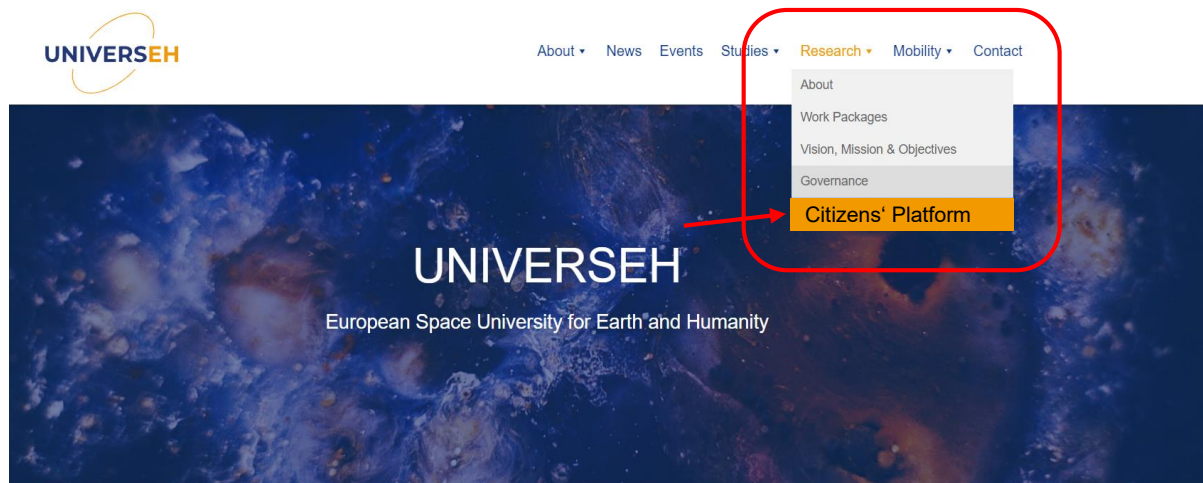 UNIVERSEH
About ▾ News Events Studies ▾ Research ▾ Mobility ▾ Contact
About
Work Packages
Vision, Mission & Objectives
Governance
Citizens‘ Platform
UNIVERSEH
European Space University for Earth and Humanity